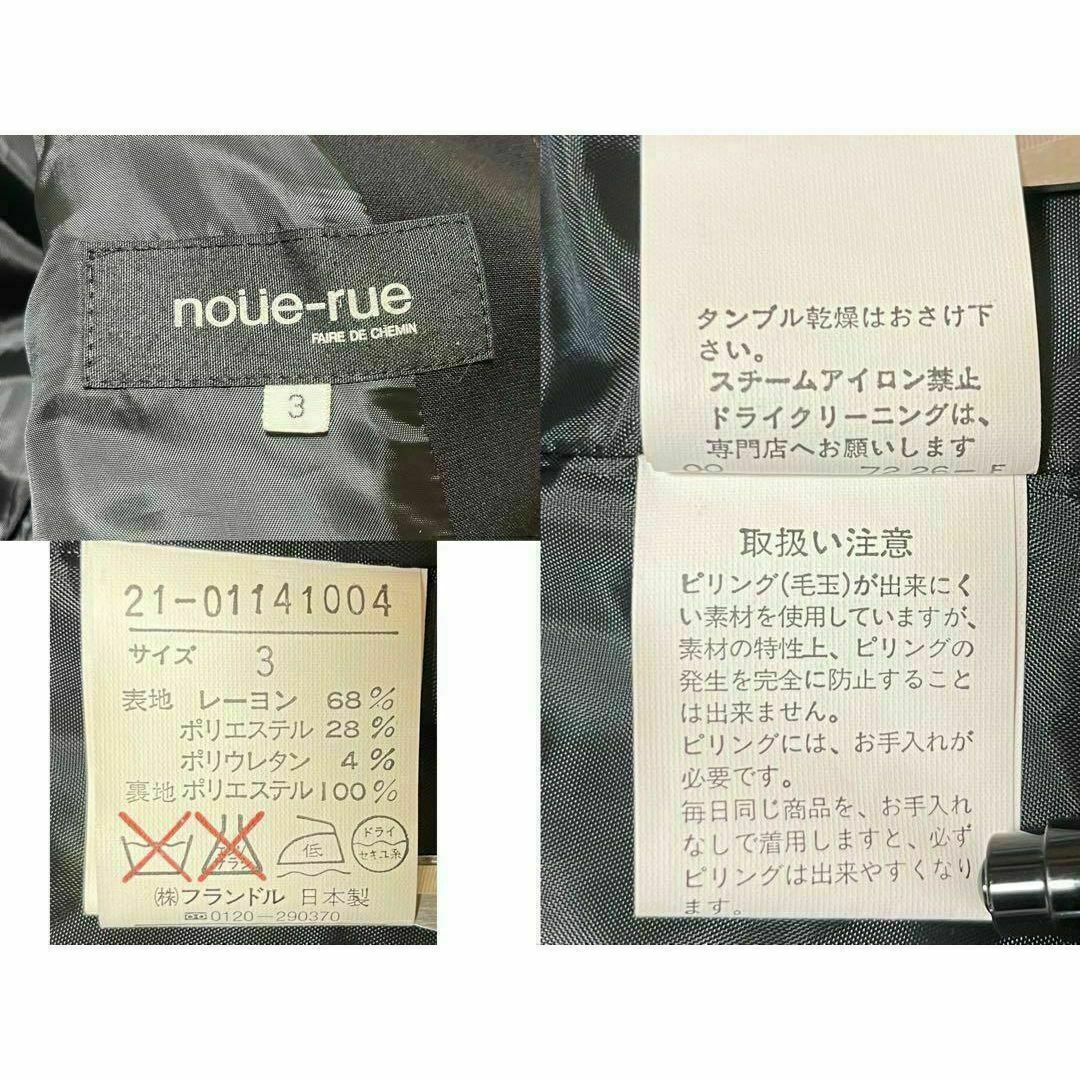 noüe-rue
FAIRE DE CHEMIN
3
21-01141004
サイズ 3
表地 レーヨン 68%
ポリエステル 28%
ポリウレタン 4%
裏地 ポリエステル 100%
低
ドライ
セキユ系
(株)フランドル 日本製
0120-290370
タンブル乾燥はおさけ下
さい。
スチームアイロン禁止
ドライクリーニングは、
専門店へお願いします
取扱い注意
ピリング(毛玉)が出来にく
い素材を使用していますが、
素材の特性上、ピリングの
発生を完全に防止すること
は出来ません。
ピリングには、お手入れが
必要です。
毎日同じ商品を、お手入れ
なしで着用しますと、必ず
ピリングは出来やすくなり
ます。